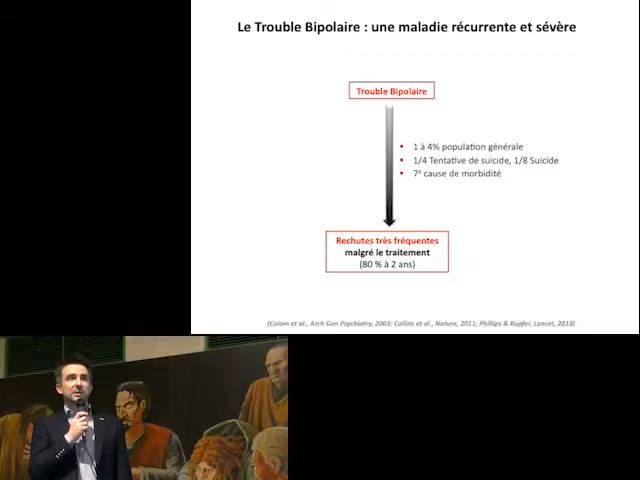 Le Trouble Bipolaire : une maladie récurrente et sévère
Trouble Bipolaire
1 à 4% population générale
1/4 Tentative de suicide, 1/8 Suicide
7e cause de morbidité
Rechutes très fréquentes
malgré le traitement
(80 % à 2 ans)
(Colom et al., Arch Gen Psychiatry, 2003; Collins et al., Nature, 2011; Phillips & Kupfer, Lancet, 2013)